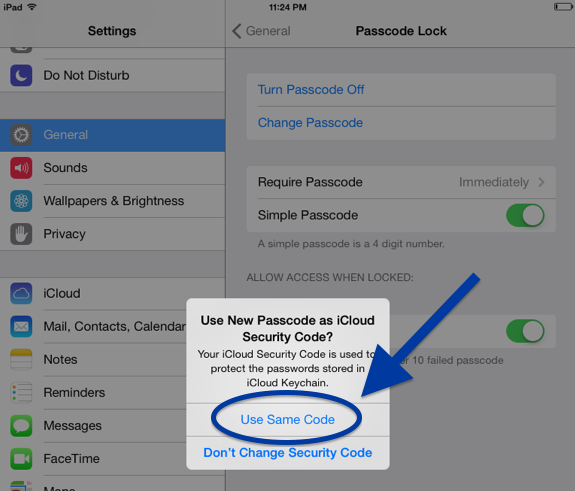 iPad
11:24 PM
Settings
General
Passcode Lock
Do Not Disturb
General
Sounds
Wallpapers & Brightness
Privacy
iCloud
Mail, Contacts, Calendar
Notes
Reminders
Messages
FaceTime
Turn Passcode Off
Change Passcode
Require Passcode Immediately
Simple Passcode
A simple passcode is a 4 digit number.
ALLOW ACCESS WHEN LOCKED:
10 failed passcode
Use New Passcode as iCloud
Security Code?
Your iCloud Security Code is used to
protect the passwords stored in
iCloud Keychain.
Use Same Code
Don't Change Security Code